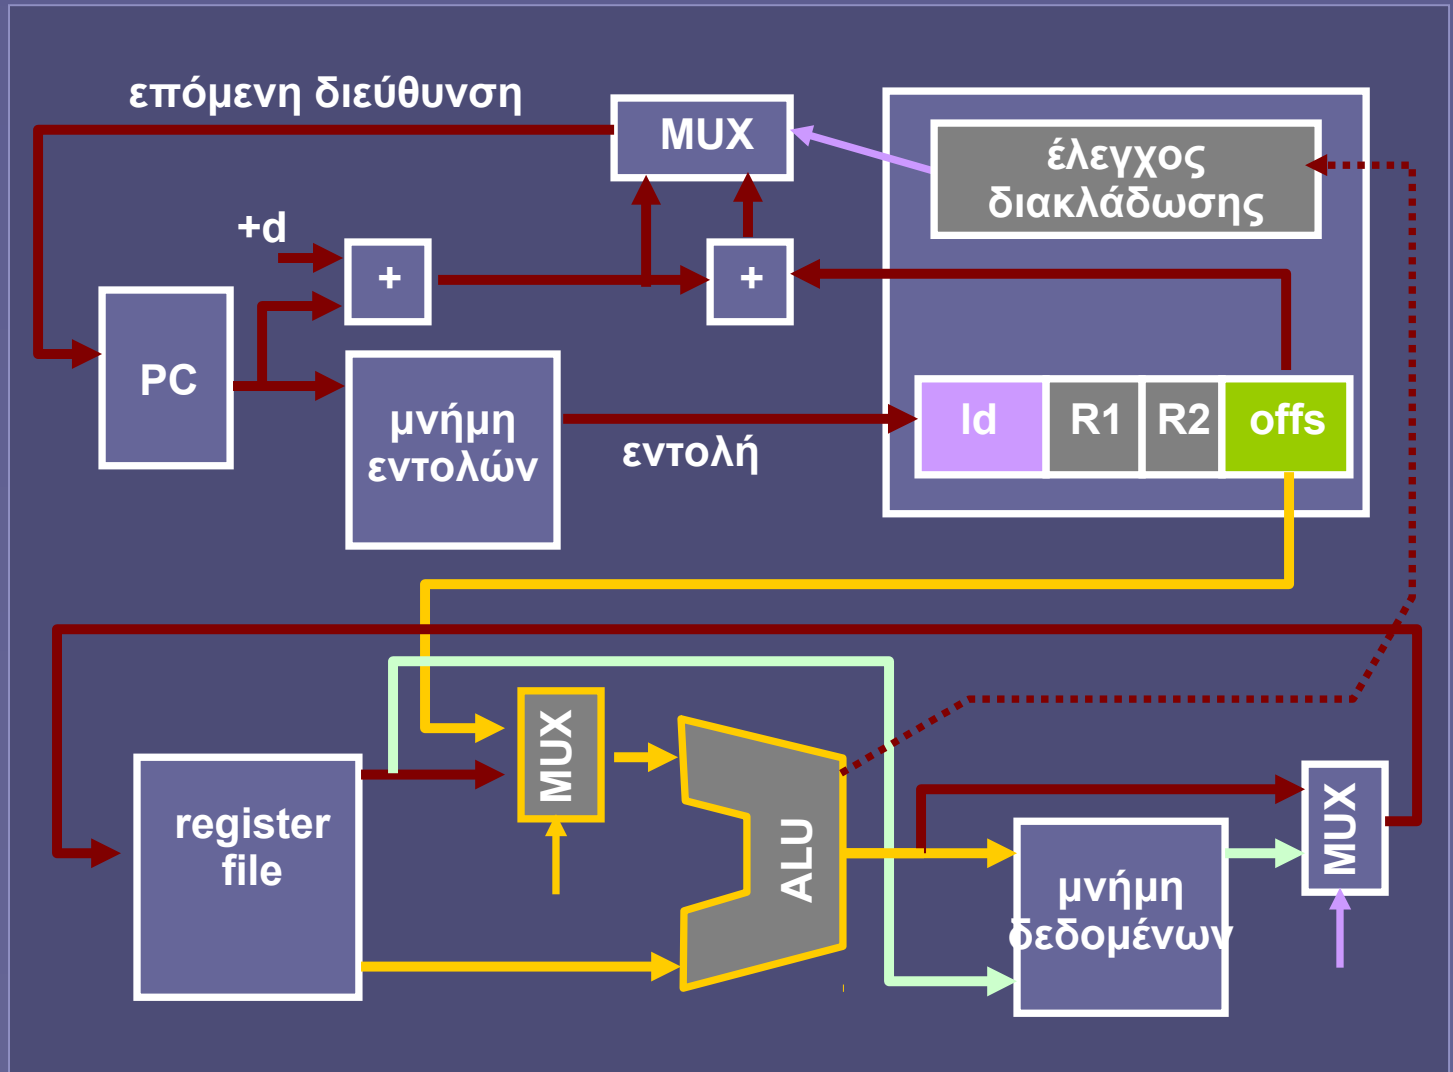 επόμενη διεύθυνση
MUX
έλεγχος
διακλάδωσης
+d
+
+
PC
μνήμη
εντολών
εντολή
ld
R1
R2
offs
MUX
register
file
ALU
MUX
μνήμη
δεδομένων